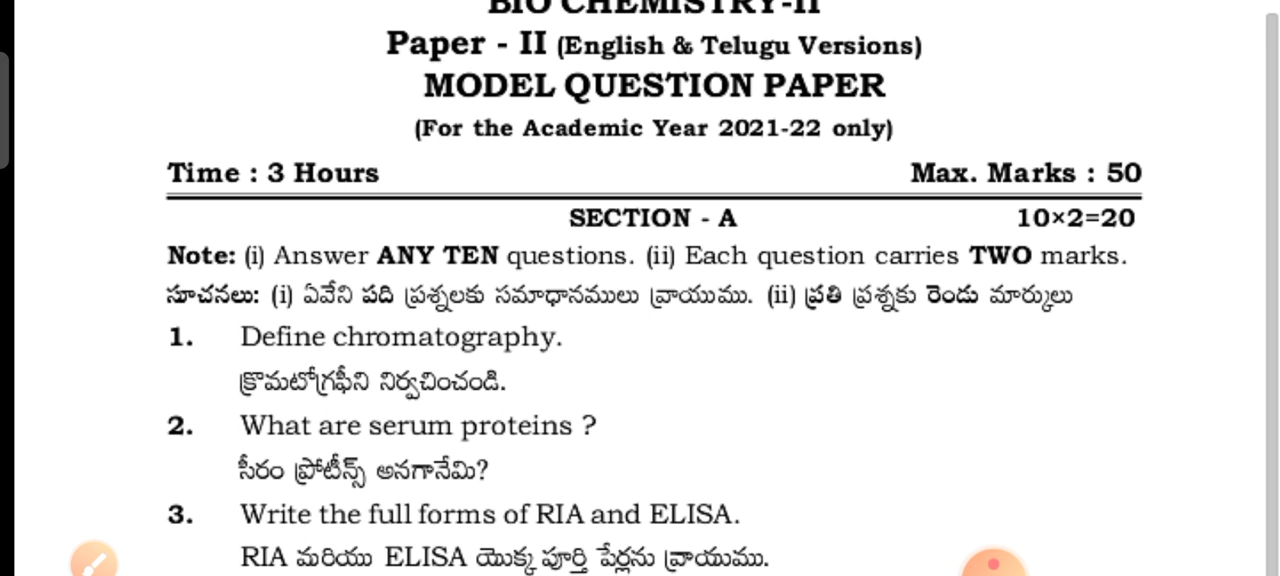 BIO CHEMISTRY-II
Paper - II (English & Telugu Versions)
MODEL QUESTION PAPER
(For the Academic Year 2021-22 only)
Time : 3 Hours Max. Marks : 50
SECTION - A 10×2=20
Note: (i) Answer ANY TEN questions. (ii) Each question carries TWO marks.
సూచనలు: (i) ఏవేని పది ప్రశ్నలకు సమాధానములు వ్రాయుము. (ii) ప్రతి ప్రశ్నకు రెండు మార్కులు
1. Define chromatography.
క్రొమటోగ్రఫీని నిర్వచించండి.
2. What are serum proteins ?
సీరం ప్రోటీన్స్ అనగానేమి?
3. Write the full forms of RIA and ELISA.
RIA మరియు ELISA యొక్క పూర్తి పేర్లను వ్రాయుము.